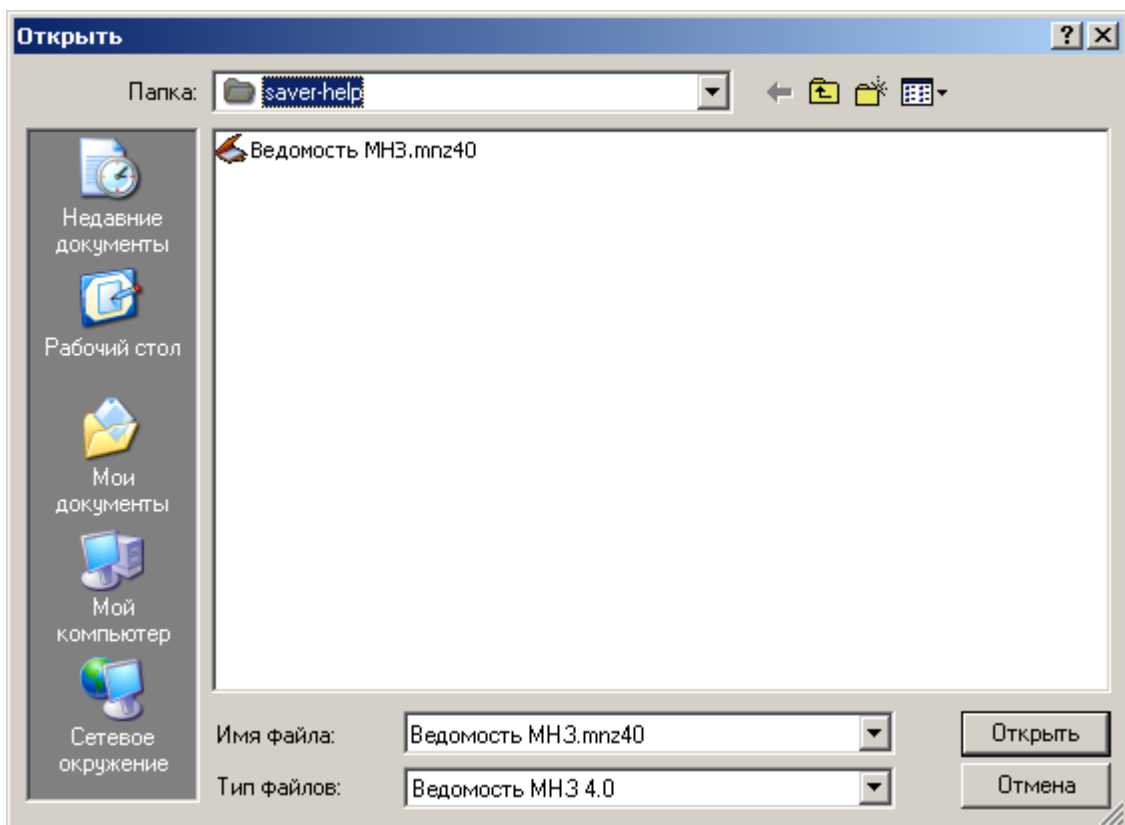 Открыть
Папка:
saver-help
Ведомость МНЗ.mnz40
Недавние
документы
Рабочий стол
Мои
документы
Мой
компьютер
Сетевое
окружение
Имя файла:
Ведомость МНЗ.mnz40
Открыть
Тип файлов:
Ведомость МНЗ 4.0
Отмена